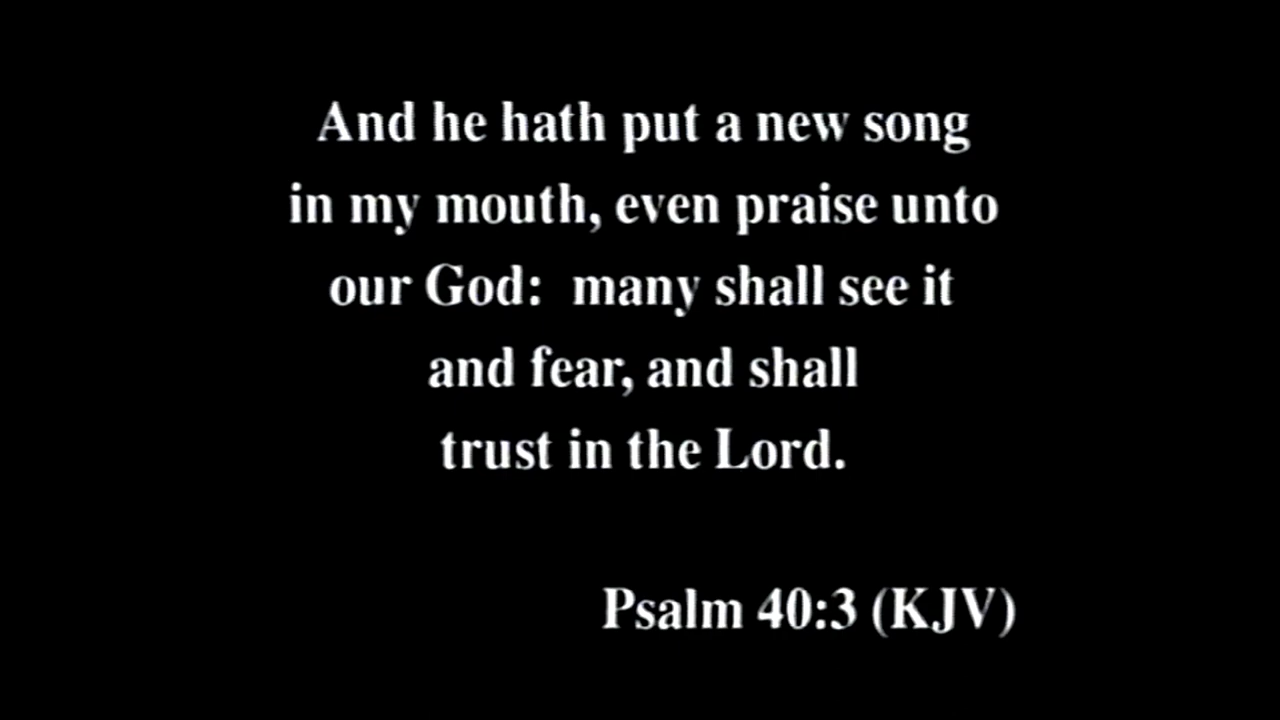 And he hath put a new song
in my mouth, even praise unto
our God:  many shall see it
and fear, and shall
trust in the Lord.
Psalm 40:3 (KJV)